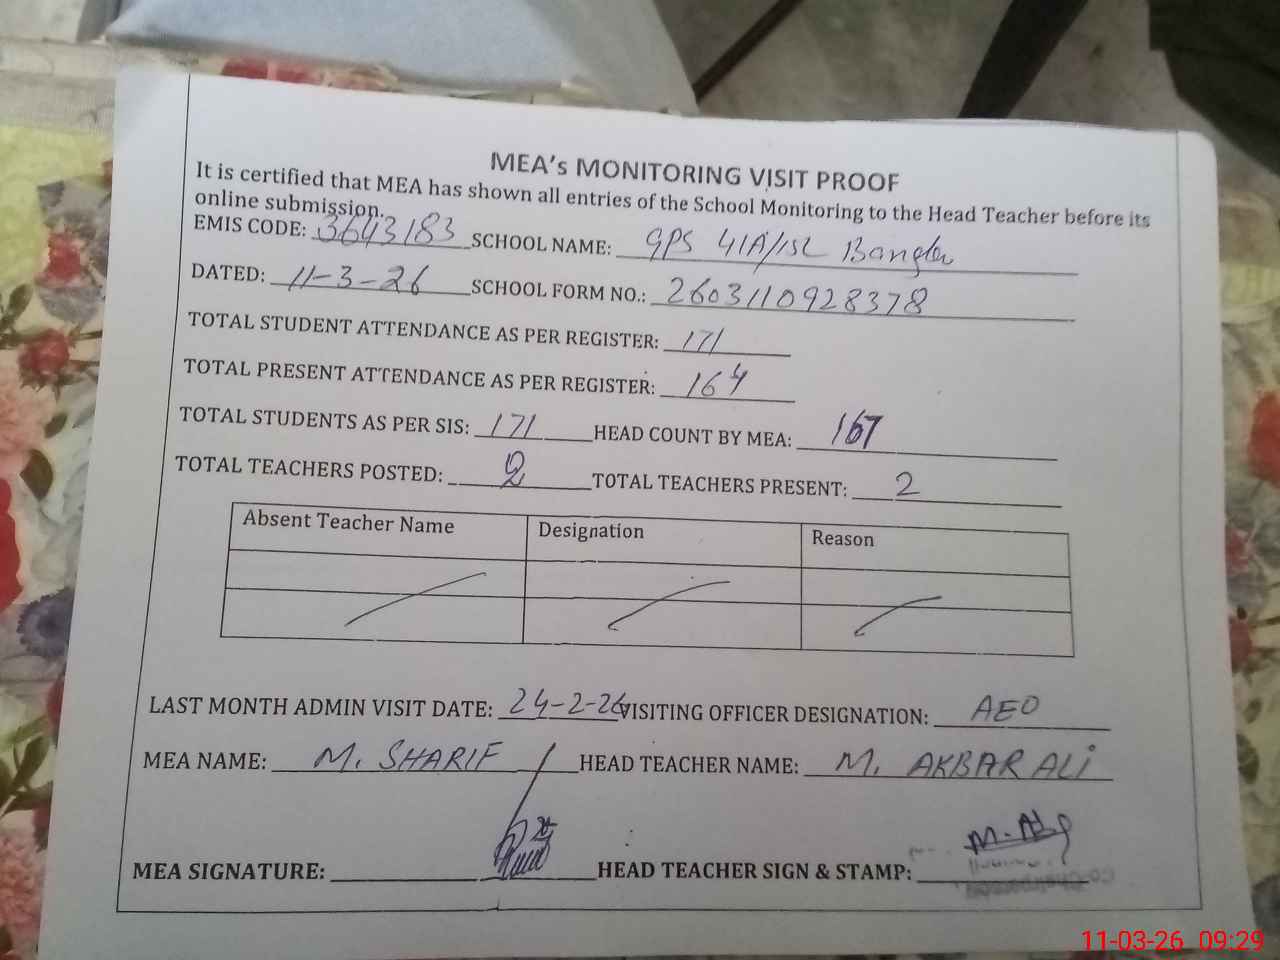 MEA's MONITORING VISIT PROOF
It is certified that MEA has shown all entries of the School Monitoring to the Head Teacher before its
online submission.
EMIS CODE: 3643183 SCHOOL NAME: GPS 41A/15L Bangla
DATED: 11-3-26 SCHOOL FORM NO.: 2603110928378
TOTAL STUDENT ATTENDANCE AS PER REGISTER: 171
TOTAL PRESENT ATTENDANCE AS PER REGISTER: 164
TOTAL STUDENTS AS PER SIS: 171 HEAD COUNT BY MEA: 167
TOTAL TEACHERS POSTED: 2 TOTAL TEACHERS PRESENT: 2
Absent Teacher Name Designation Reason
LAST MONTH ADMIN VISIT DATE: 24-2-26 VISITING OFFICER DESIGNATION: AEO
MEA NAME: M. SHARIF HEAD TEACHER NAME: M. AKBAR ALi
MEA SIGNATURE: HEAD TEACHER SIGN & STAMP:
11-03-26 09:29